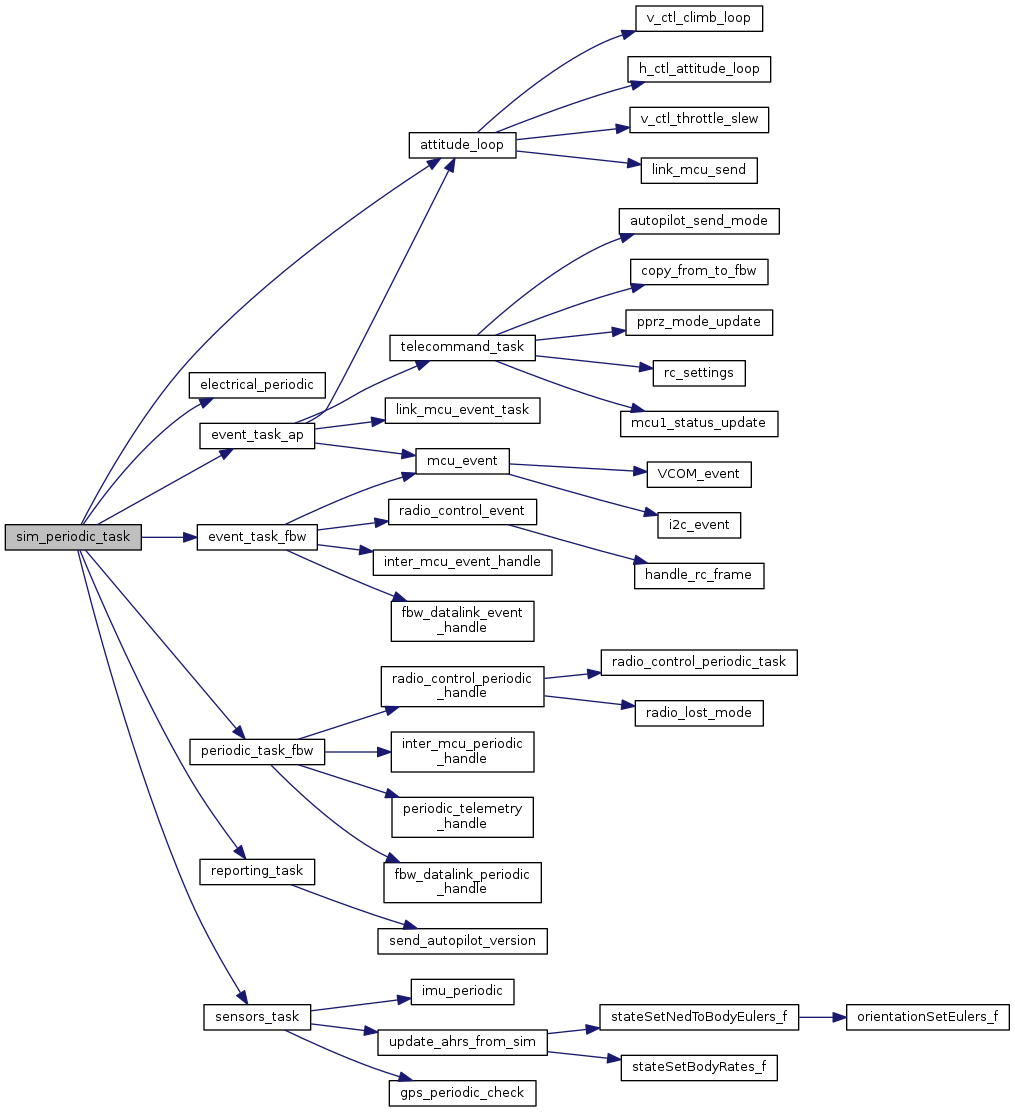 v_ctl_climb_loop
h_ctl_attitude_loop
v_ctl_throttle_slew
attitude_loop
link_mcu_send
autopilot_send_mode
copy_from_to_fbw
pprz_mode_update
telecommand_task
rc_settings
electrical_periodic
link_mcu_event_task
mcu1_status_update
event_task_ap
mcu_event
VCOM_event
radio_control_event
i2c_event
sim_periodic_task
event_task_fbw
inter_mcu_event_handle
handle_rc_frame
fbw_datalink_event
_handle
radio_control_periodic_task
radio_control_periodic
_handle
radio_lost_mode
periodic_task_fbw
inter_mcu_periodic
_handle
periodic_telemetry
_handle
reporting_task
fbw_datalink_periodic
_handle
send_autopilot_version
imu_periodic
sensors_task
stateSetNedToBodyEulers_f
orientationSetEulers_f
update_ahrs_from_sim
stateSetBodyRates_f
gps_periodic_check